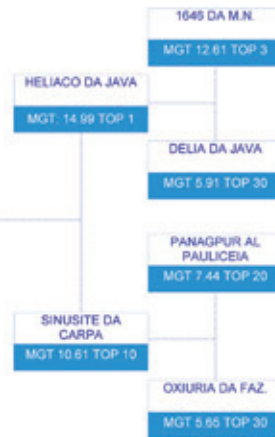 1646 DA M.N.
MGT 12.61 TOP 3
HELIACO DA JAVA
MGT: 14.99 TOP 1
DELIA DA JAVA
MGT 5.91 TOP 30
PANAGPUR AL
PAULICEIA
MGT 7.44 TOP 20
SINUSITE DA
CARPA
MGT 10.61 TOP 10
OXIURIA DA FAZ.
MGT 5.65 TOP 30